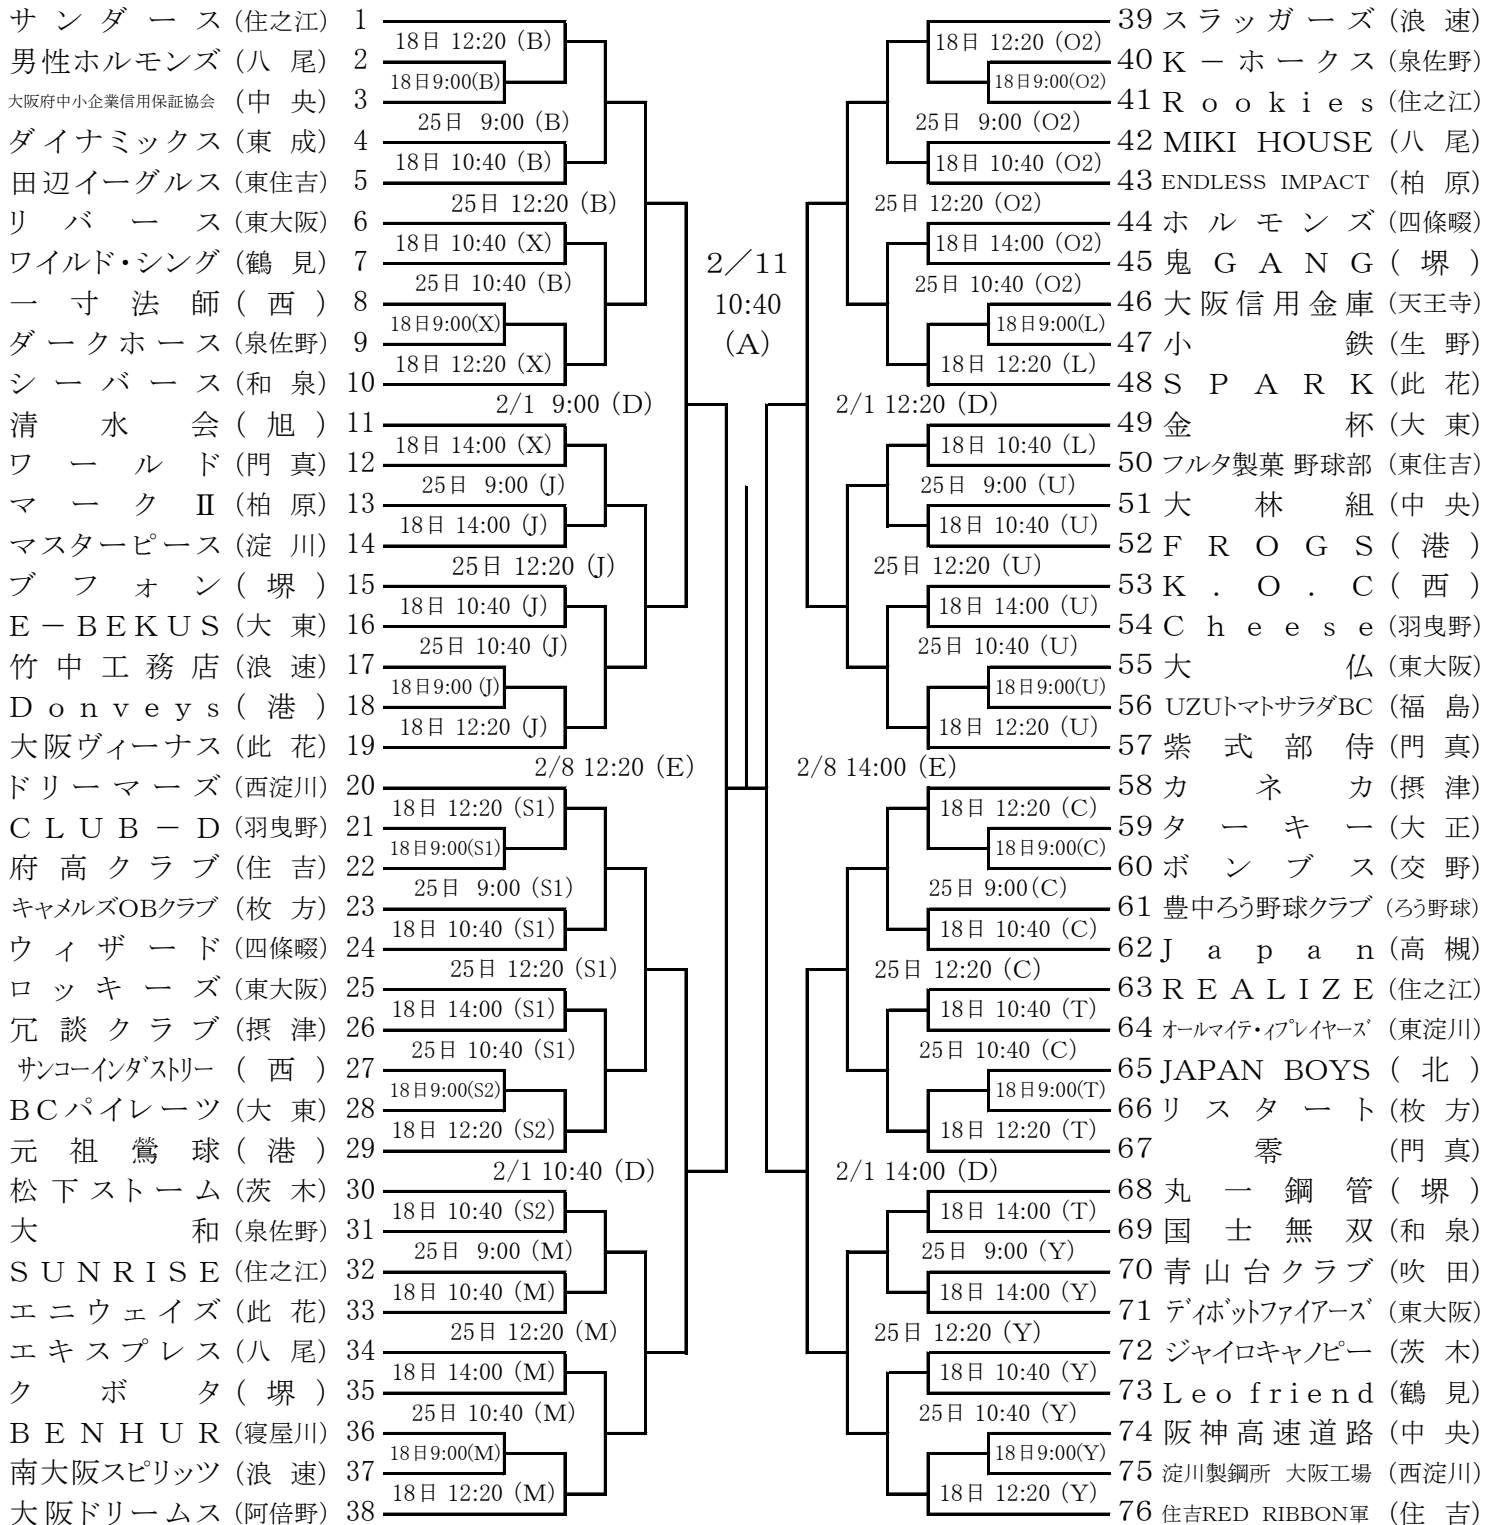 サンダース (住之江) 1
18日 12:20 (B)
男性ホルモンズ (八尾) 2
18日9:00(B)
大阪府中小企業信用保証協会 (中央) 3
25日 9:00 (B)
ダイナミックス (東成) 4
18日 10:40 (B)
田辺イーグルス (東住吉) 5
25日 12:20 (B)
リバース (東大阪) 6
18日 10:40 (X)
ワイルド・シング (鶴見) 7
25日 10:40 (B)
一寸法師 (西) 8
18日9:00(X)
ダークホース (泉佐野) 9
18日 12:20 (X)
シーバース (和泉) 10
2/1 9:00 (D)
清水会 (旭) 11
18日 14:00 (X)
ワールド (門真) 12
25日 9:00 (J)
マークⅡ (柏原) 13
18日 14:00 (J)
マスターピース (淀川) 14
25日 12:20 (J)
ブフォン (堺) 15
18日 10:40 (J)
E－BEKUS (大東) 16
25日 10:40 (J)
竹中工務店 (浪速) 17
18日9:00 (J)
Donveys (港) 18
18日 12:20 (J)
大阪ヴィーナス (此花) 19
2/8 12:20 (E)
ドリーマーズ (西淀川) 20
18日 12:20 (S1)
CLUB－D (羽曳野) 21
18日9:00(S1)
府高クラブ (住吉) 22
25日 9:00 (S1)
キャメルズOBクラブ (枚方) 23
18日 10:40 (S1)
ウィザード (四條畷) 24
25日 12:20 (S1)
ロッキーズ (東大阪) 25
18日 14:00 (S1)
冗談クラブ (摂津) 26
25日 10:40 (S1)
サンコーインダストリー (西) 27
18日9:00(S2)
BCパイレーツ (大東) 28
18日 12:20 (S2)
元祖鶯球 (港) 29
2/1 10:40 (D)
松下ストーム (茨木) 30
18日 10:40 (S2)
大和 (泉佐野) 31
25日 9:00 (M)
SUNRISE (住之江) 32
18日 10:40 (M)
エニウェイズ (此花) 33
25日 12:20 (M)
エキスプレス (八尾) 34
18日 14:00 (M)
クボタ (堺) 35
25日 10:40 (M)
BENHUR (寝屋川) 36
18日9:00(M)
南大阪スピリッツ (浪速) 37
18日 12:20 (M)
大阪ドリームス (阿倍野) 38
2／11
10:40
(A)
39 スラッガーズ (浪速)
18日 12:20 (O2)
40 K－ホークス (泉佐野)
18日9:00(O2)
41 Rookies (住之江)
25日 9:00 (O2)
42 MIKI HOUSE (八尾)
18日 10:40 (O2)
43 ENDLESS IMPACT (柏原)
25日 12:20 (O2)
44 ホルモンズ (四條畷)
18日 14:00 (O2)
45 鬼GANG (堺)
25日 10:40 (O2)
46 大阪信用金庫 (天王寺)
18日9:00(L)
47 小鉄 (生野)
18日 12:20 (L)
48 SPARK (此花)
2/1 12:20 (D)
49 金杯 (大東)
18日 10:40 (L)
50 フルタ製菓 野球部 (東住吉)
25日 9:00 (U)
51 大林組 (中央)
18日 10:40 (U)
52 FROGS (港)
25日 12:20 (U)
53 K.O.C (西)
18日 14:00 (U)
54 Cheese (羽曳野)
25日 10:40 (U)
55 大仏 (東大阪)
18日9:00(U)
56 UZUトマトサラダBC (福島)
18日 12:20 (U)
57 紫式部侍 (門真)
2/8 14:00 (E)
58 カネカ (摂津)
18日 12:20 (C)
59 ターキー (大正)
18日9:00(C)
60 ボンブス (交野)
25日 9:00 (C)
61 豊中ろう野球クラブ (ろう野球)
18日 10:40 (C)
62 Japan (高槻)
25日 12:20 (C)
63 REALIZE (住之江)
18日 10:40 (T)
64 オールマイテ・ィプレイヤーズ (東淀川)
25日 10:40 (C)
65 JAPAN BOYS (北)
18日9:00(T)
66 リスタート (枚方)
18日 12:20 (T)
67 零 (門真)
2/1 14:00 (D)
68 丸一鋼管 (堺)
18日 14:00 (T)
69 国士無双 (和泉)
25日 9:00 (Y)
70 青山台クラブ (吹田)
18日 14:00 (Y)
71 ディボットファイアーズ (東大阪)
25日 12:20 (Y)
72 ジャイロキャノピー (茨木)
18日 10:40 (Y)
73 Leo friend (鶴見)
25日 10:40 (Y)
74 阪神高速道路 (中央)
18日9:00(Y)
75 淀川製鋼所 大阪工場 (西淀川)
18日 12:20 (Y)
76 住吉RED RIBBON軍 (住吉)